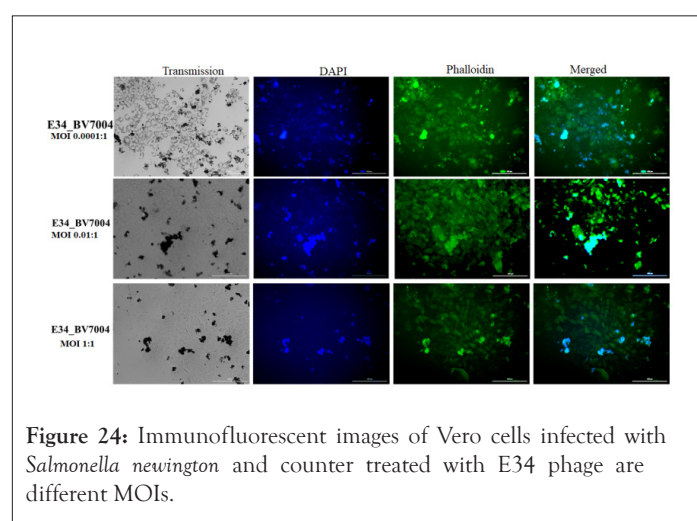 Transmission DAPI Phalloidin Merged
E34_BV7004
MOI 0.0001:1
E34_BV7004
MOI 0.01:1
E34_BV7004
MOI 1:1
Figure 24: Immunofluorescent images of Vero cells infected with
Salmonella newington and counter treated with E34 phage are
different MOIs.